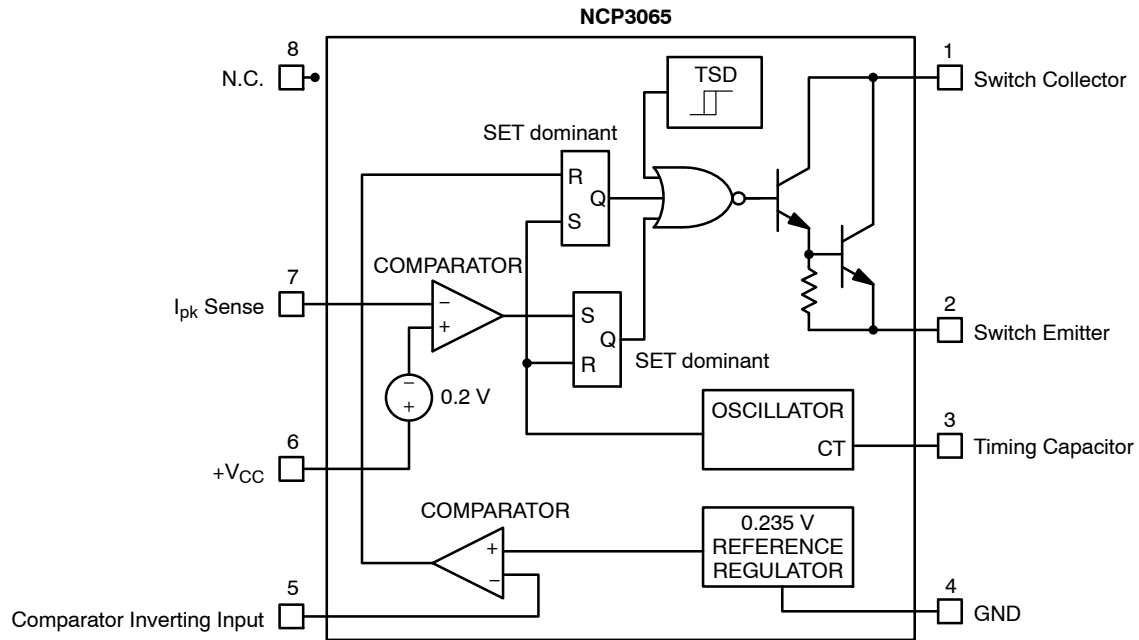 NCP3065
8
N.C.
1
Switch Collector
TSD
SET dominant
R
Q
S
COMPARATOR
7
Ipk Sense
−
+
S
Q
R
SET dominant
2
Switch Emitter
−
+
0.2 V
OSCILLATOR
CT
3
Timing Capacitor
6
+VCC
COMPARATOR
+
−
0.235 V
REFERENCE
REGULATOR
5
Comparator Inverting Input
4
GND